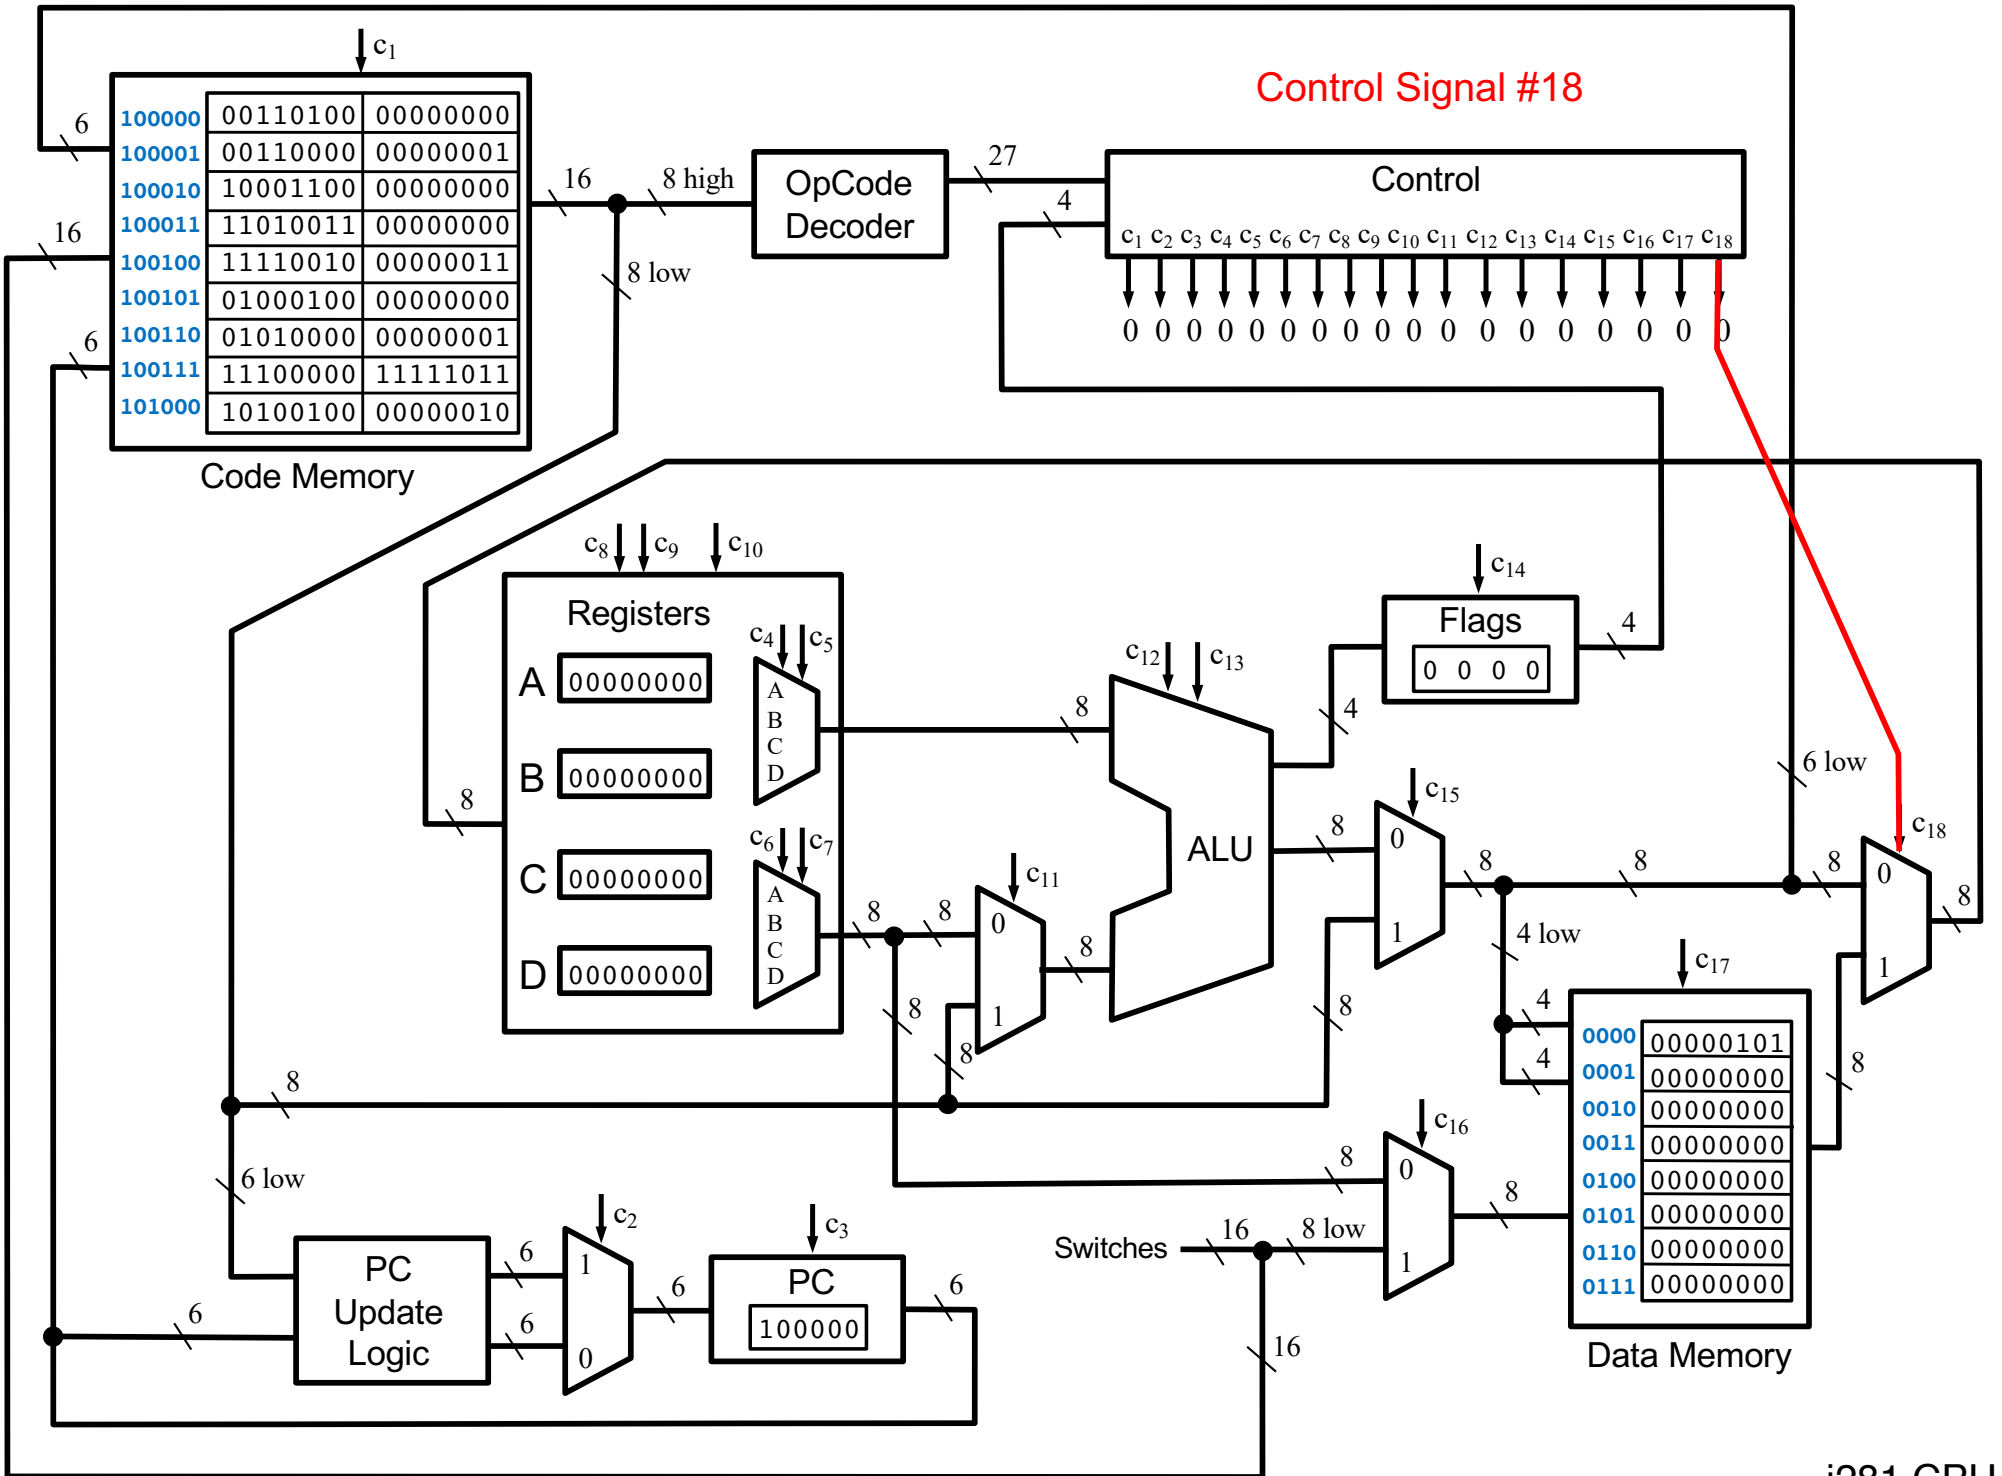 c1
Control Signal #18
6
16
6
100000 00110100 00000000
100001 00110000 00000001
100010 10001100 00000000
100011 11010011 00000000
100100 11110010 00000011
100101 01000100 00000000
100110 01010000 00000001
100111 11100000 11111011
101000 10100100 00000010
Code Memory
16
8 high
8 low
OpCode
Decoder
27
4
Control
c1 c2 c3 c4 c5 c6 c7 c8 c9 c10 c11 c12 c13 c14 c15 c16 c17 c18
0 0 0 0 0 0 0 0 0 0 0 0 0 0 0 0 0 0
c8 c9 c10
Registers
A 00000000
B 00000000
C 00000000
D 00000000
8
c4 c5
A
B
C
D
c6 c7
A
B
C
D
8
8
8
8
c11
0
1
8
8
c12 c13
ALU
4
c14
Flags
0 0 0 0
4
8
c15
0
1
8
8
8
6 low
8
4 low
4
4
c18
0
1
8
c17
0000 00000101
0001 00000000
0010 00000000
0011 00000000
0100 00000000
0101 00000000
0110 00000000
0111 00000000
Data Memory
8
8
6 low
PC
Update
Logic
6
6
6
c2
1
0
6
c3
PC
100000
6
Switches
16
8 low
16
8
c16
0
1
8